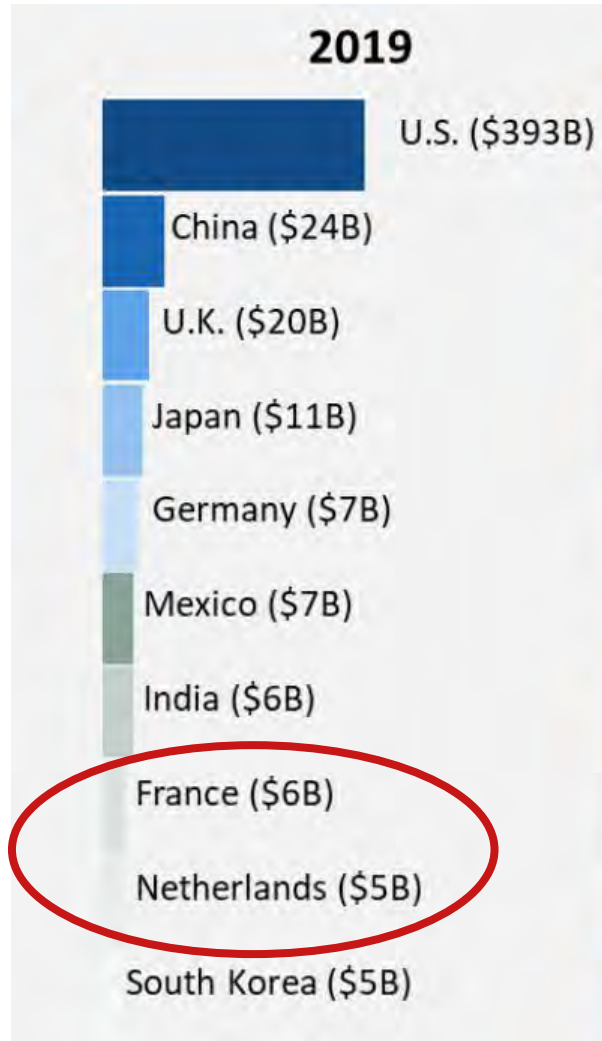 2019
U.S. ($393B)
China ($24B)
U.K. ($20B)
Japan ($11B)
Germany ($7B)
Mexico ($7B)
India ($6B)
France ($6B)
Netherlands ($5B)
South Korea ($5B)